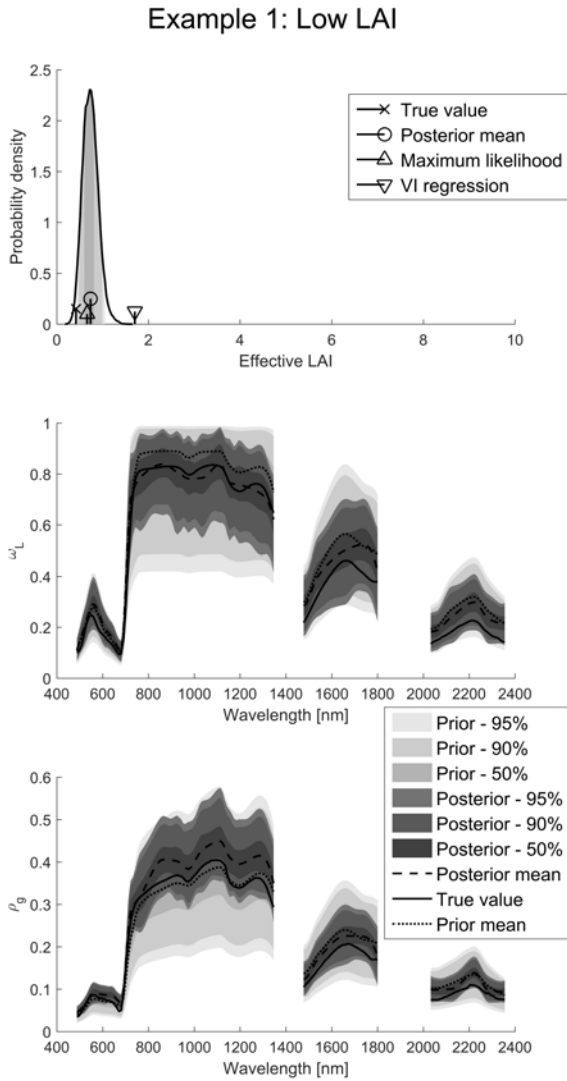 Example 1: Low LAI
2.5
2
1.5
1
0.5
0
Probability density
True value
Posterior mean
Maximum likelihood
VI regression
0 2 4 6 8 10
Effective LAI
1
0.8
0.6
0.4
0.2
0
ω_L
400 600 800 1000 1200 1400 1600 1800 2000 2200 2400
Wavelength [nm]
Prior - 95%
Prior - 90%
Prior - 50%
Posterior - 95%
Posterior - 90%
Posterior - 50%
Posterior mean
True value
Prior mean
0.6
0.5
0.4
0.3
0.2
0.1
0
ρ_g
400 600 800 1000 1200 1400 1600 1800 2000 2200 2400
Wavelength [nm]